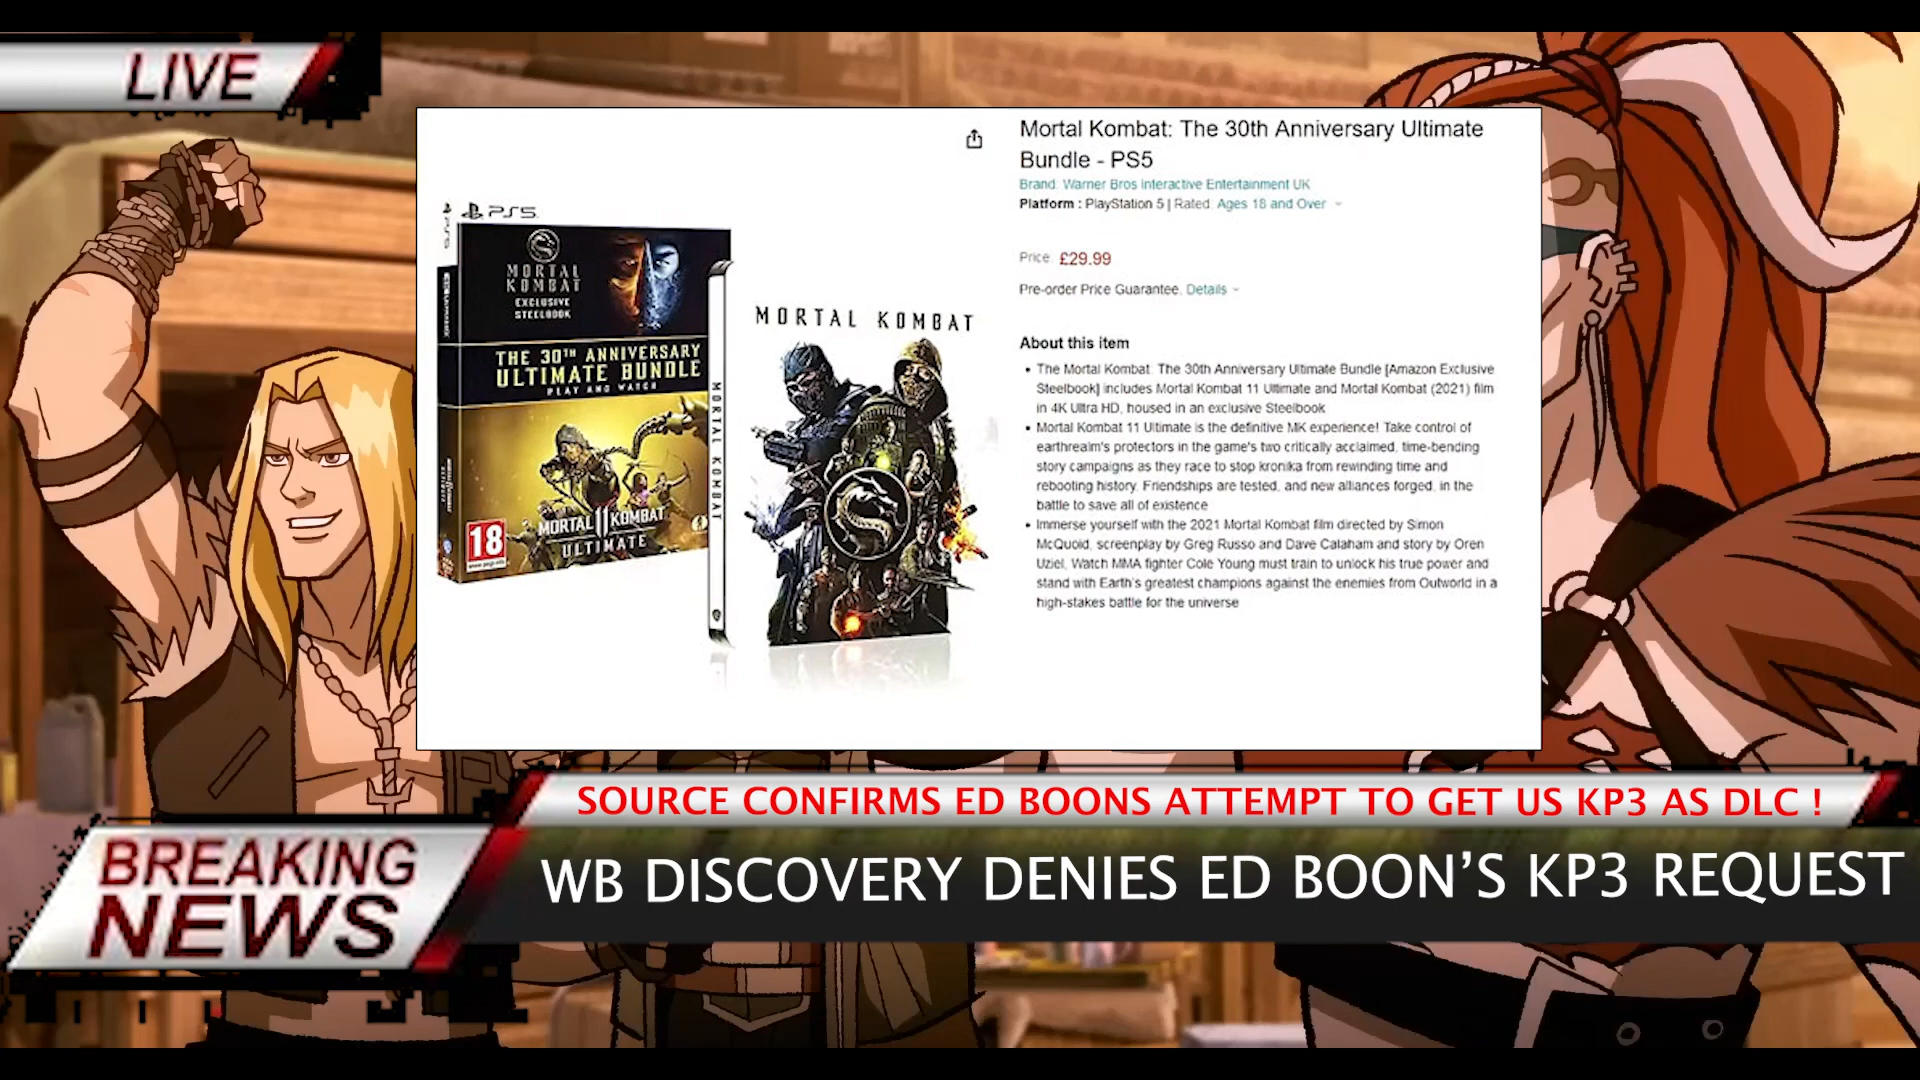 LIVE
Mortal Kombat: The 30th Anniversary Ultimate
Bundle - PS5
Brand: Warner Bros Interactive Entertainment UK
Platform : PlayStation 5 | Rated: Ages 18 and Over
Price: £29.99
Pre-order Price Guarantee. Details
About this item
• The Mortal Kombat: The 30th Anniversary Ultimate Bundle [Amazon Exclusive
Steelbook] includes Mortal Kombat 11 Ultimate and Mortal Kombat (2021) film
in 4K Ultra HD, housed in an exclusive Steelbook
• Mortal Kombat 11 Ultimate is the definitive MK experience! Take control of
earthrealm's protectors in the game's two critically acclaimed, time-bending
story campaigns as they race to stop kronika from rewinding time and
rebooting history. Friendships are tested, and new alliances forged, in the
battle to save all of existence
• Immerse yourself with the 2021 Mortal Kombat film directed by Simon
McQuoid, screenplay by Greg Russo and Dave Calaham and story by Oren
Uziel, Watch MMA fighter Cole Young must train to unlock his true power and
stand with Earth's greatest champions against the enemies from Outworld in a
high-stakes battle for the universe
PS5
MORTAL
KOMBAT
EXCLUSIVE
STEELBOOK
THE 30TH ANNIVERSARY
ULTIMATE BUNDLE
PLAY AND WATCH
MORTAL 11 KOMBAT
ULTIMATE
18
MORTAL KOMBAT
MORTAL KOMBAT
SOURCE CONFIRMS ED BOONS ATTEMPT TO GET US KP3 AS DLC !
BREAKING
NEWS
WB DISCOVERY DENIES ED BOON'S KP3 REQUEST